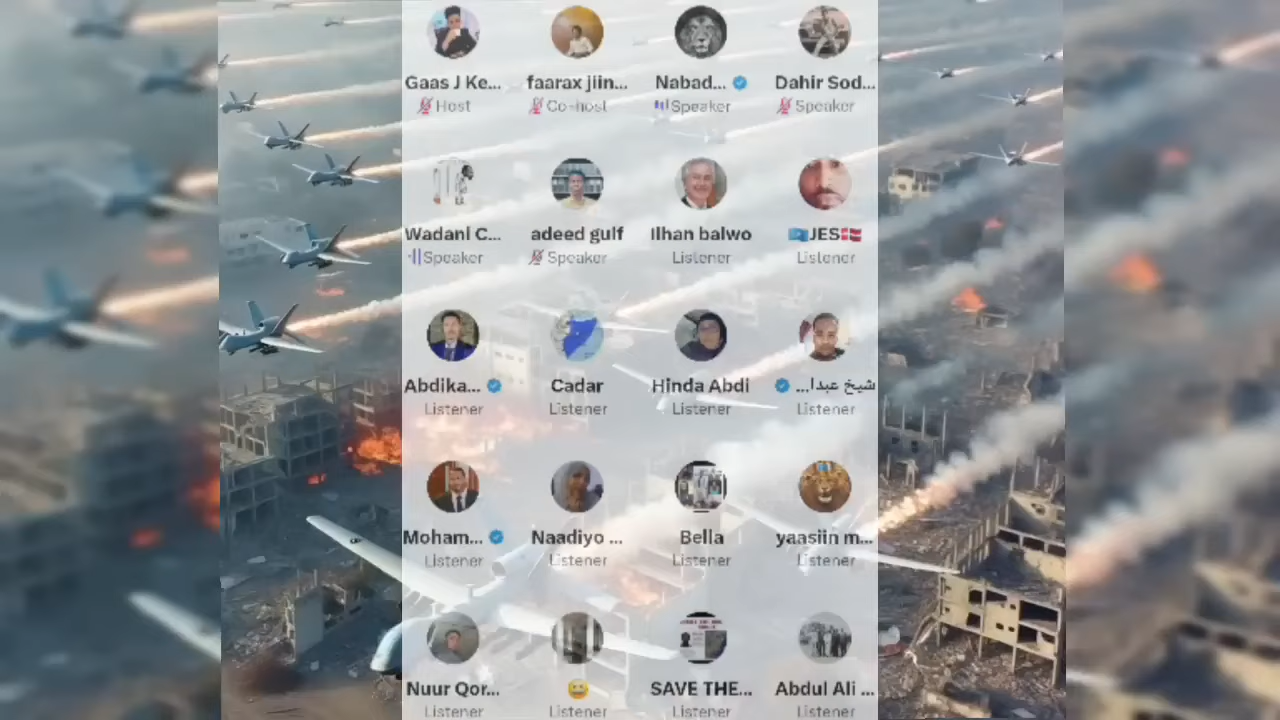 Gaas J Ke... faarax jiin... Nabad... Dahir Sod...
Host Co-host Speaker Speaker
Wadani C... adeed gulf Ilhan balwo JES
Speaker Speaker Listener Listener
Abdika... Cadar Hinda Abdi شيخ عبدا...
Listener Listener Listener Listener
Moham... Naadiyo ... Bella yaasiin m...
Listener Listener Listener Listener
Nuur Qor... 😀 SAVE THE... Abdul Ali ...
Listener Listener Listener Listener